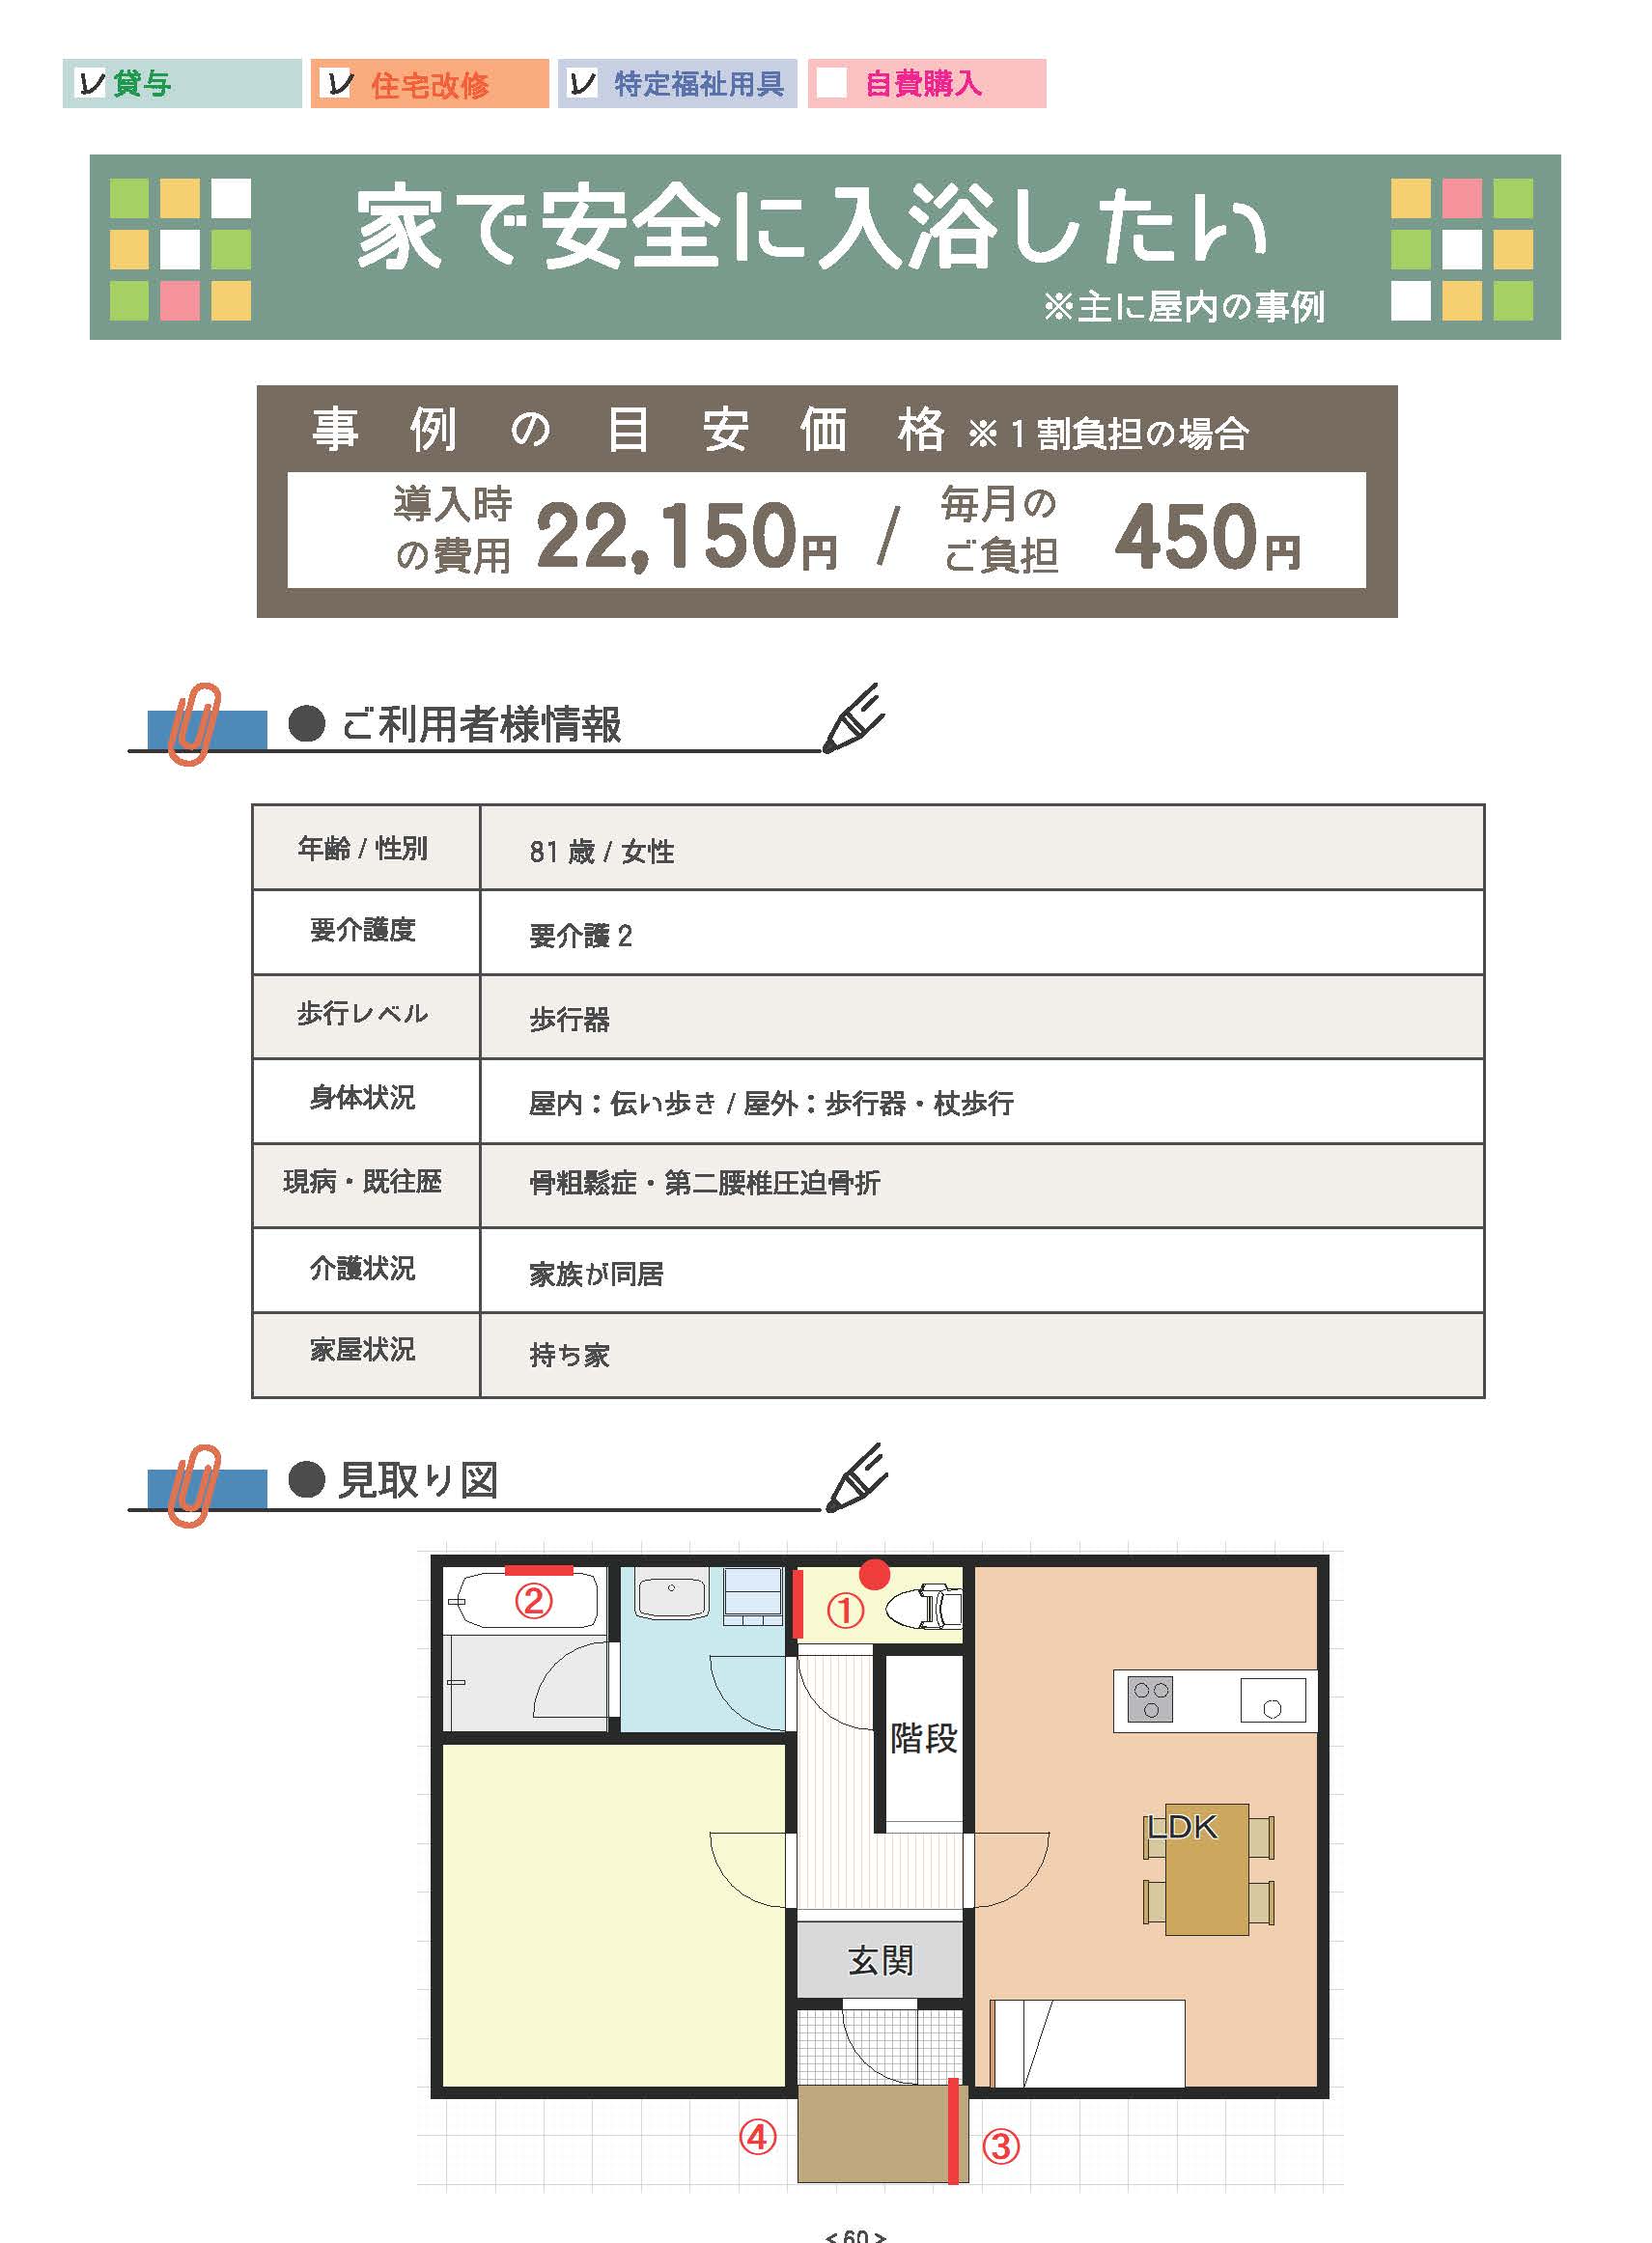 レ 貸与 レ 住宅改修 レ 特定福祉用具 自費購入
家で安全に入浴したい
※主に屋内の事例
事例の目安価格 ※1割負担の場合
導入時の費用 22,150円 / 毎月のご負担 450円
● ご利用者様情報
年齢 / 性別 81 歳 / 女性
要介護度 要介護 2
歩行レベル 歩行器
身体状況 屋内：伝い歩き / 屋外：歩行器・杖歩行
現病・既往歴 骨粗鬆症・第二腰椎圧迫骨折
介護状況 家族が同居
家屋状況 持ち家
● 見取り図
②
①
階段
LDK
玄関
④
③
< 60 >